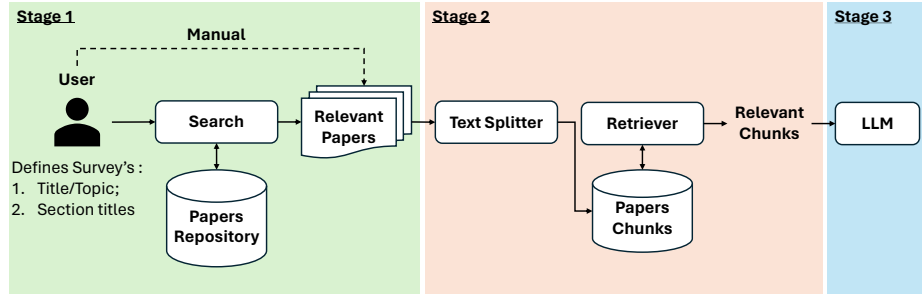 Stage 1
Manual
User
Search
Relevant
Papers
Defines Survey's :
1. Title/Topic;
2. Section titles
Papers
Repository
Stage 2
Text Splitter
Retriever
Relevant
Chunks
Papers
Chunks
Stage 3
LLM